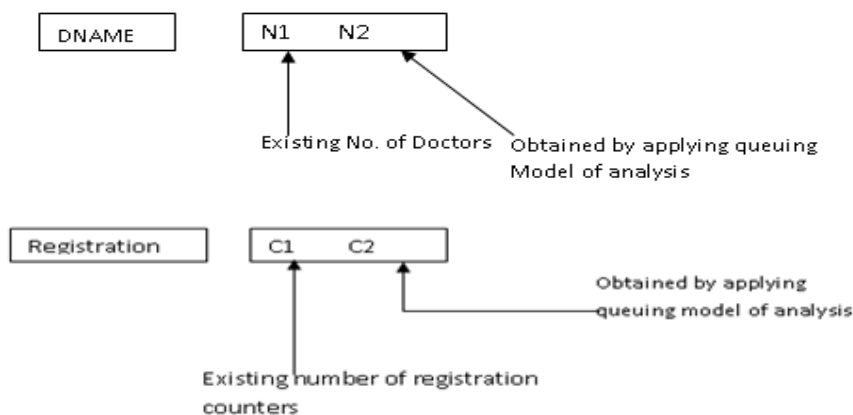 DNAME N1 N2
Existing No. of Doctors
Obtained by applying queuing
Model of analysis
Registration C1 C2
Obtained by applying
queuing model of analysis
Existing number of registration
counters